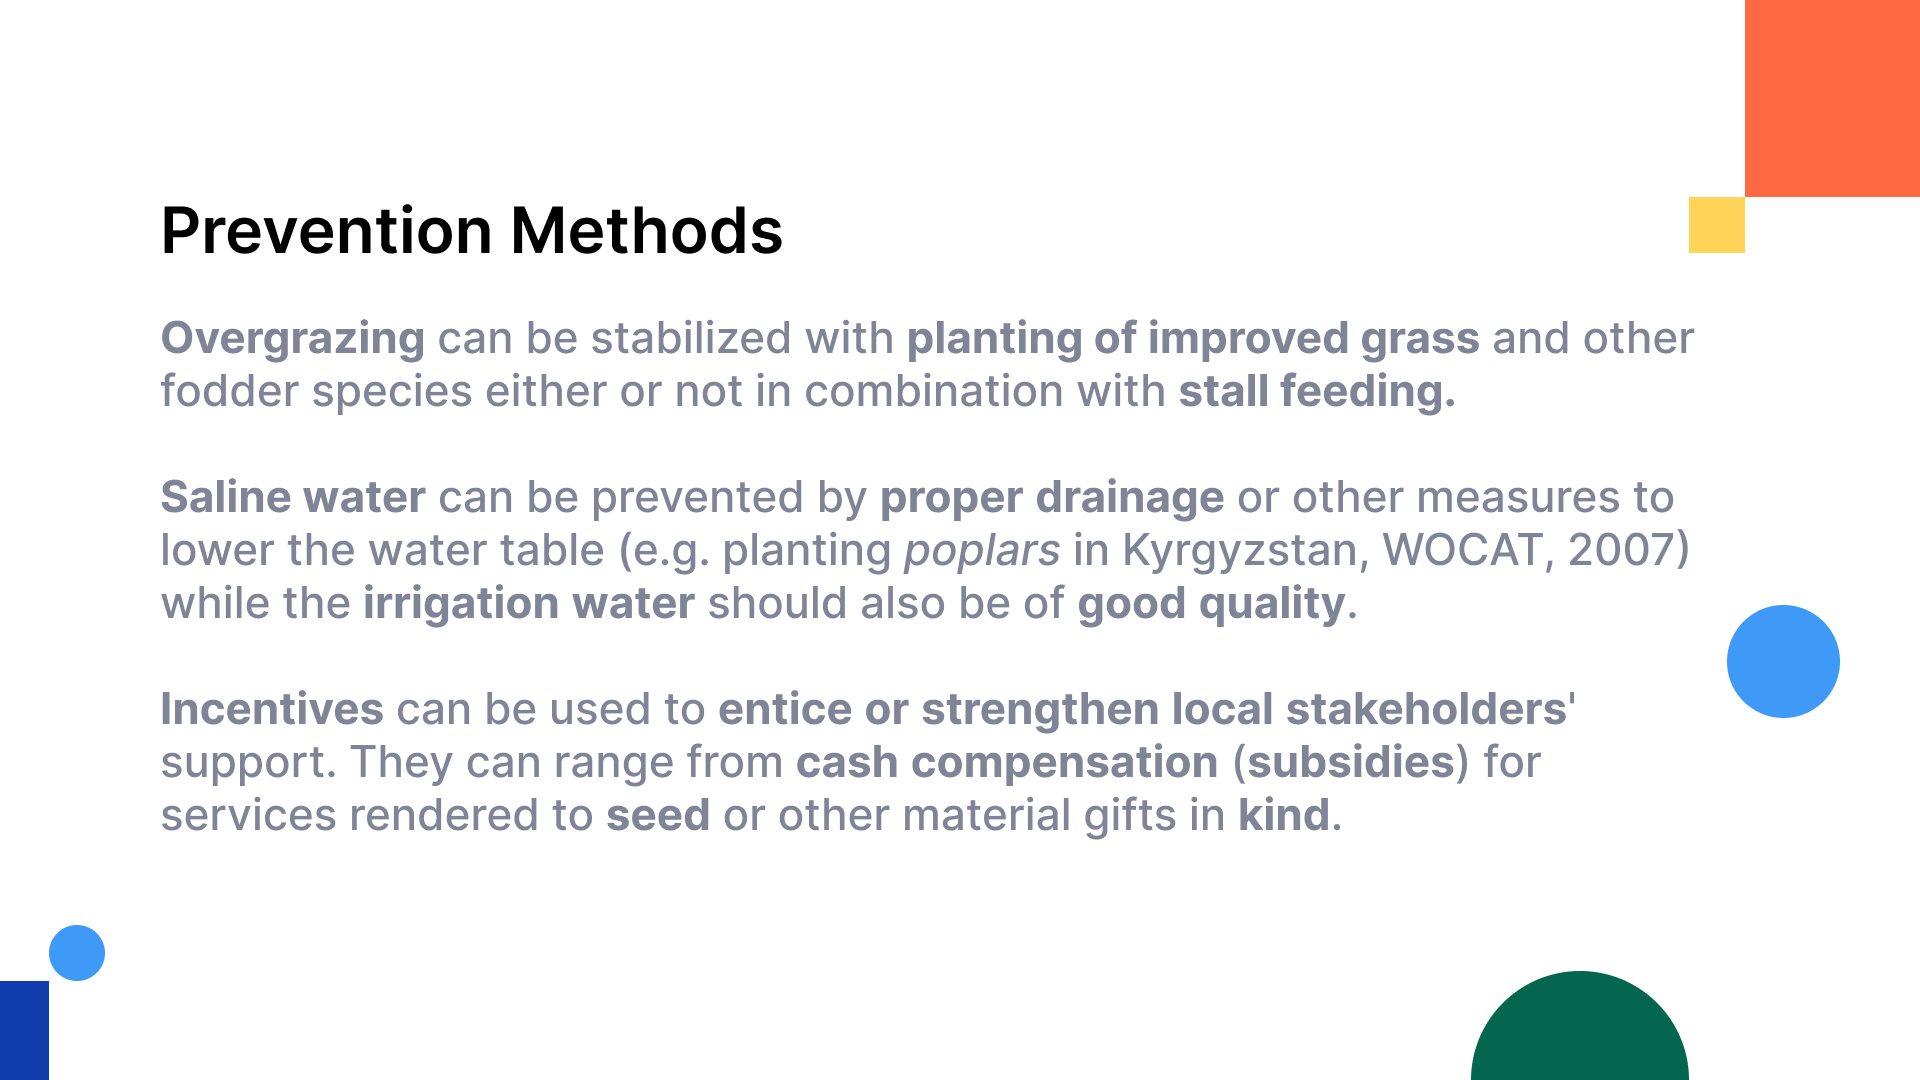 Prevention Methods
Overgrazing can be stabilized with planting of improved grass and other
fodder species either or not in combination with stall feeding.
Saline water can be prevented by proper drainage or other measures to
lower the water table (e.g. planting poplars in Kyrgyzstan, WOCAT, 2007)
while the irrigation water should also be of good quality.
Incentives can be used to entice or strengthen local stakeholders'
support. They can range from cash compensation (subsidies) for
services rendered to seed or other material gifts in kind.